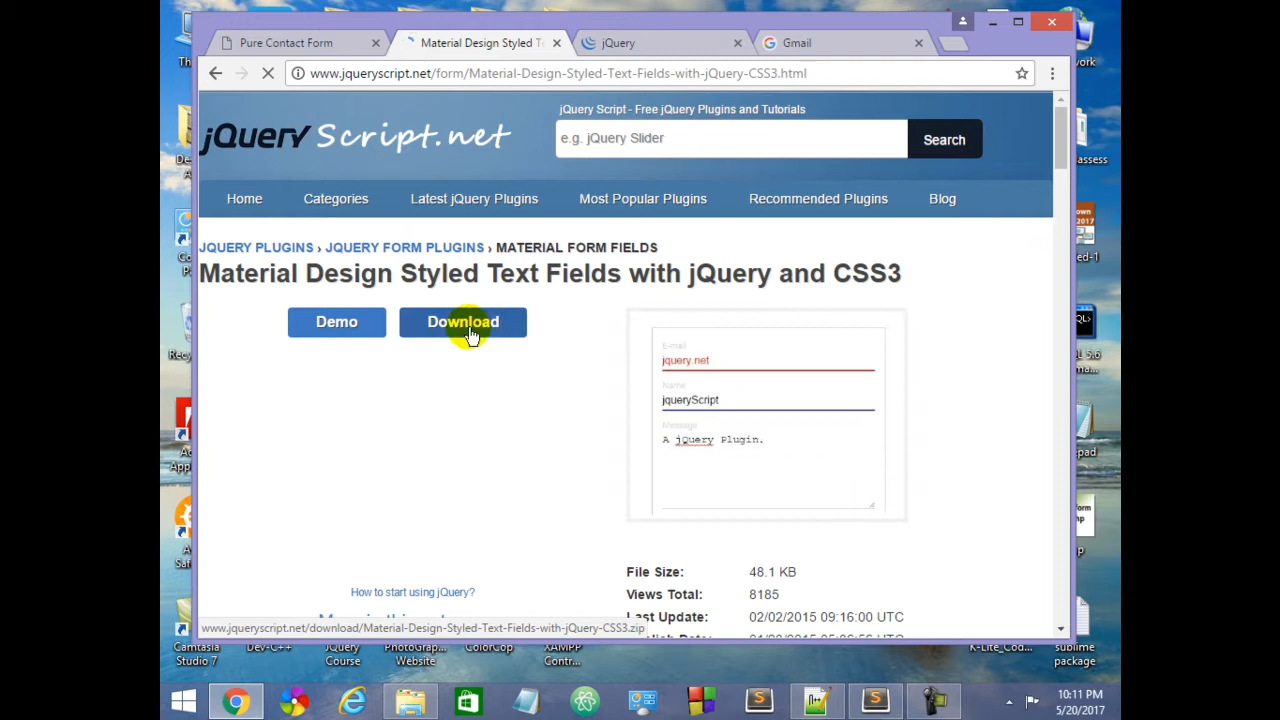 Pure Contact Form
Material Design Styled T
jQuery
Gmail
www.jqueryscript.net/form/Material-Design-Styled-Text-Fields-with-jQuery-CSS3.html
jQuery Script.net
jQuery Script - Free jQuery Plugins and Tutorials
e.g. jQuery Slider
Search
Home
Categories
Latest jQuery Plugins
Most Popular Plugins
Recommended Plugins
Blog
JQUERY PLUGINS › JQUERY FORM PLUGINS › MATERIAL FORM FIELDS
Material Design Styled Text Fields with jQuery and CSS3
Demo
Download
E-mail
jquery.net
Name
jqueryScript
Message
A jQuery Plugin.
How to start using jQuery?
File Size: 48.1 KB
Views Total: 8185
Last Update: 02/02/2015 09:16:00 UTC
www.jqueryscript.net/download/Material-Design-Styled-Text-Fields-with-jQuery-CSS3.zip
Camtasia
Studio 7
Dev-C++
JQuery
Course
PhotoGrap...
Website
ColorCop
XAMPP
Contr...
K-Lite_Cod...
sublime
package
10:11 PM
5/20/2017